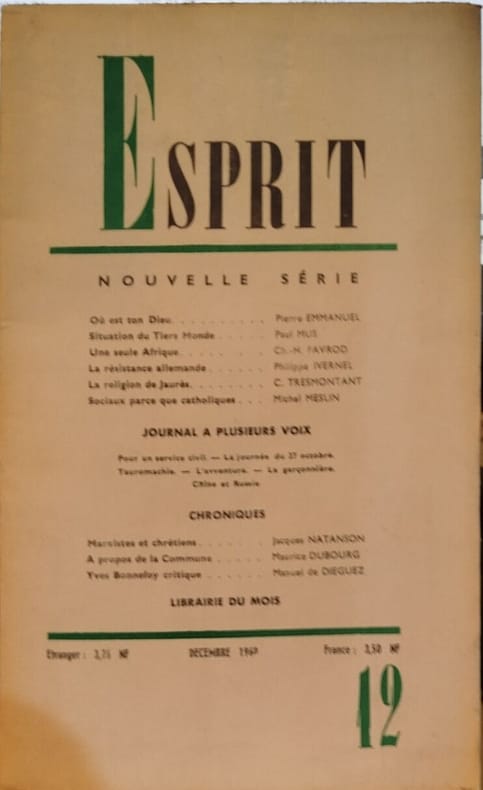 ESPRIT
NOUVELLE SÉRIE
Où est ton Dieu. . . . . . . . . . Pierre EMMANUEL
Situation du Tiers Monde . . . . . Paul MUS
Une seule Afrique. . . . . . . . . Ch.-H. FAVROD
La résistance allemande . . . . . . Philippe IVERNEL
La religion de Jaurès. . . . . . . . C. TRESMONTANT
Sociaux parce que catholiques . . . Michel MESLIN
JOURNAL A PLUSIEURS VOIX
Pour un service civil. — La journée du 27 octobre.
Tauromachie. — L'avventura. — La garçonnière.
Chine et Russie
CHRONIQUES
Marxistes et chrétiens . . . . . . . Jacques NATANSON
A propos de la Commune . . . . . Maurice DUBOURG
Yves Bonnefoy critique . . . . . . Manuel de DIEGUEZ
LIBRAIRIE DU MOIS
Etranger : 3,75 NF DECEMBRE 1960 France : 3,50 NF
12